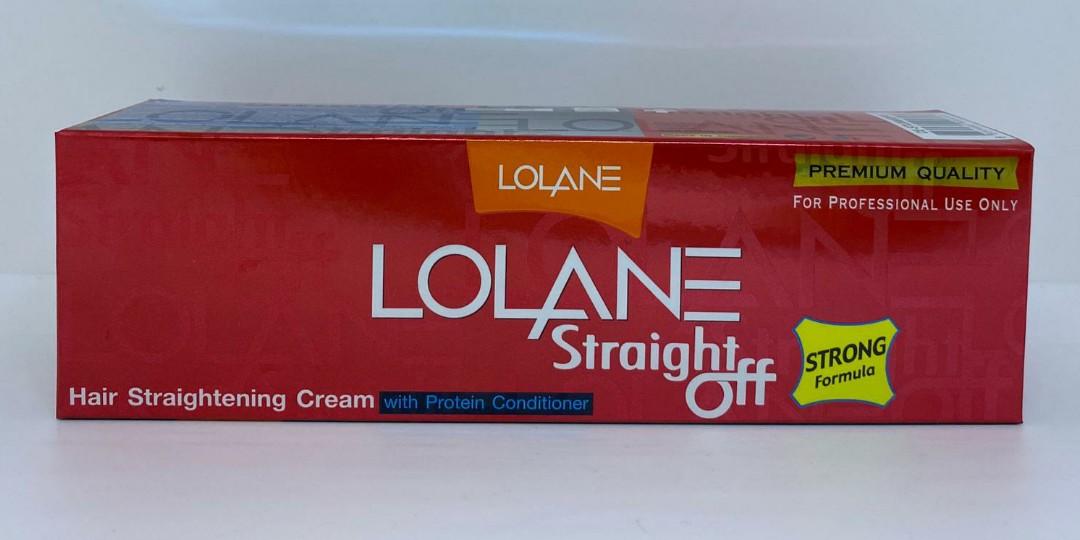 LOLANE
PREMIUM QUALITY
FOR PROFESSIONAL USE ONLY
LOLANE
Straight
off
STRONG
Formula
Hair Straightening Cream with Protein Conditioner